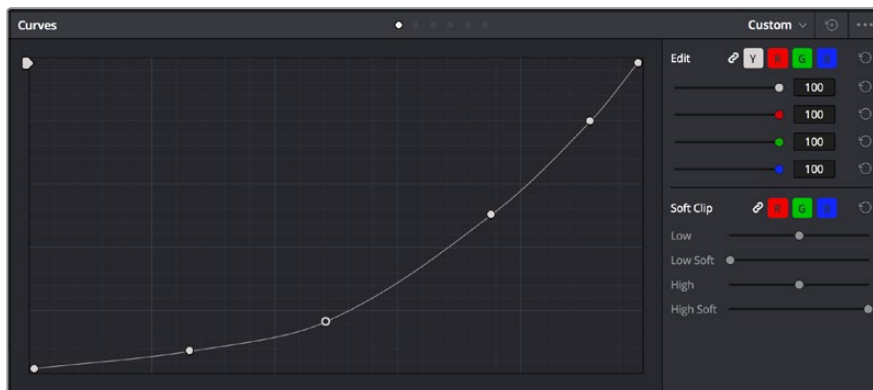 Curves
Custom
Edit
Y R G B
100
100
100
100
Soft Clip
R G B
Low
Low Soft
High
High Soft